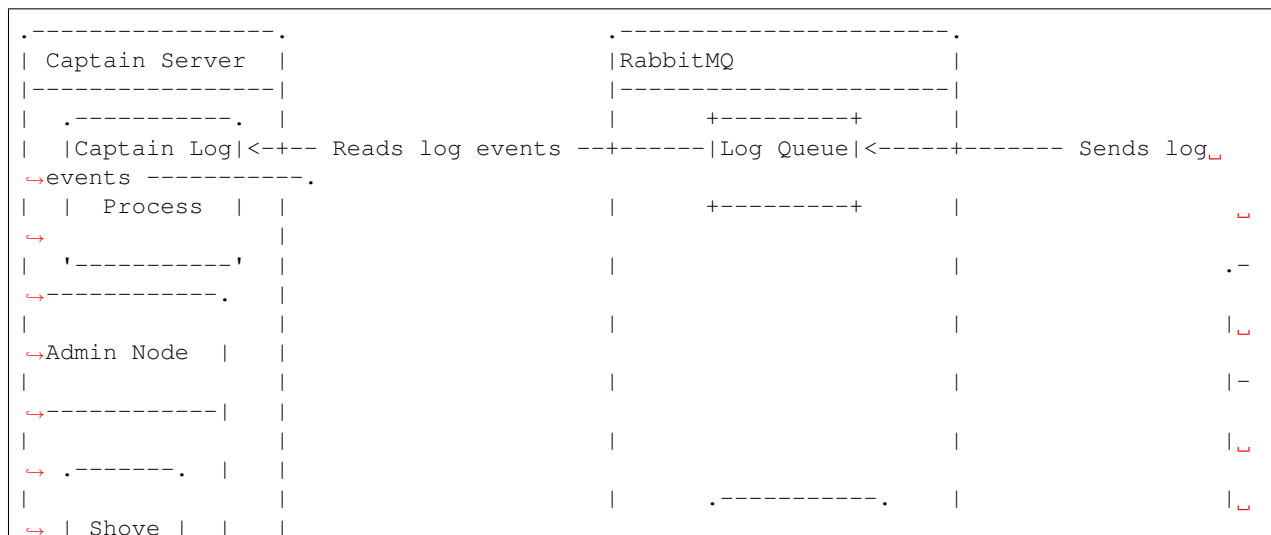 .-----------------.                      .-----------------------.
| Captain Server  |                      |RabbitMQ               |
|-----------------|                      |-----------------------|
|  .-----------.  |                      |      +---------+      |
|  |Captain Log|<-+-- Reads log events --+------|Log Queue|<-----+------- Sends log␣
↪events -----------.
|  |  Process  |  |                      |      +---------+      |                   ␣
↪                |
|  '-----------'  |                      |                       |                  .-
↪------------.   |
|                 |                      |                       |                  |␣
↪Admin Node  |   |
|                 |                      |                       |                  |-
↪------------|   |
|                 |                      |                       |                  |␣
↪ .-------.  |   |
|                 |                      |      .-----------.    |                  |␣
↪ | Shove |  |   |